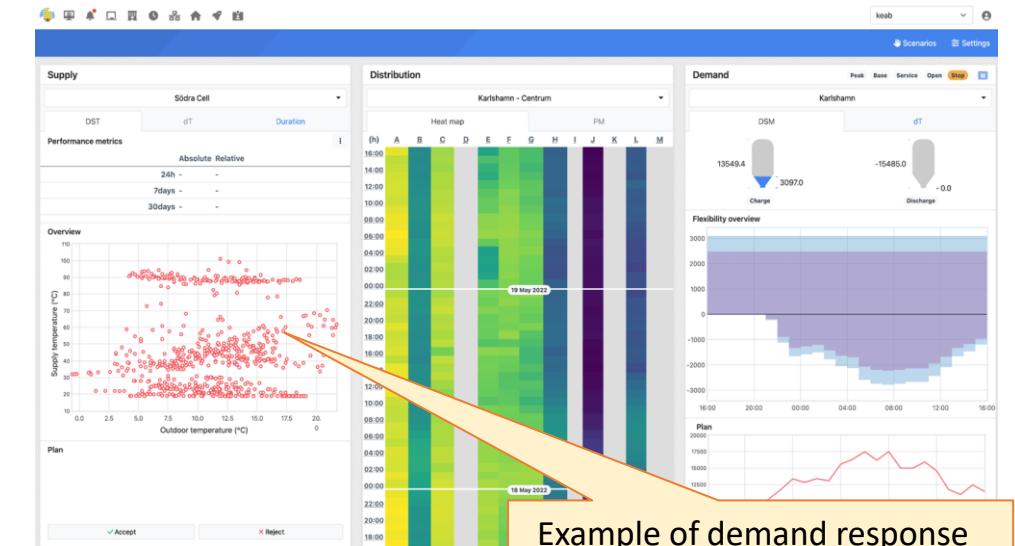 keab
Scenarios Settings
Supply
Södra Cell
DST dT Duration
Performance metrics
Absolute Relative
24h - -
7days - -
30days - -
Overview
110
100
90
80
70
60
50
40
30
20
10
Supply temperature (°C)
0.0 2.5 5.0 7.5 10.0 12.5 15.0 17.5 20.
0
Outdoor temperature (°C)
Plan
Accept Reject
Distribution
Karlshamn - Centrum
Heat map PM
(h) A B C D E F G H I J K L M
16:00
14:00
12:00
10:00
08:00
06:00
04:00
02:00
00:00
19 May 2022
22:00
20:00
18:00
16:00
12:00
10:00
08:00
06:00
04:00
02:00
00:00
18 May 2022
22:00
20:00
18:00
Demand
Peak Base Service Open Stop
Karlshamn
DSM dT
13549.4
3097.0
Charge
-15485.0
- 0.0
Discharge
Flexibility overview
3000
2000
1000
0
-1000
-2000
-3000
16:00 20:00 00:00 04:00 08:00 12:00 16:00
Plan
20000
17500
15000
12500
Example of demand response